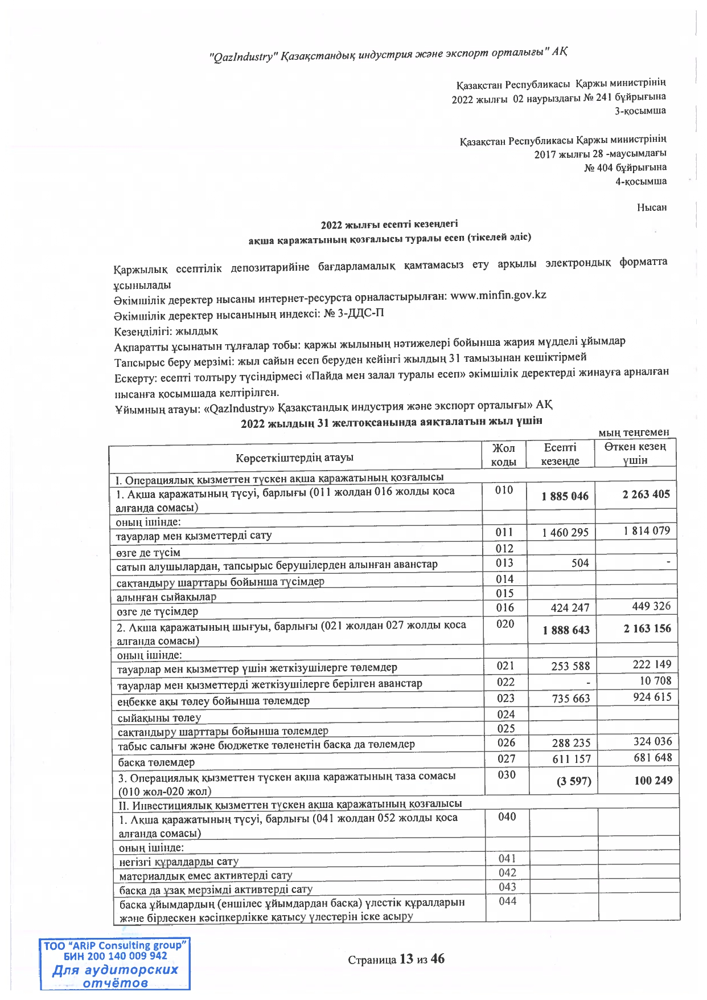 "QazIndustry" Қазақстандық индустрия және экспорт орталығы" АҚ
Қазақстан Республикасы Қаржы министрінің
2022 жылғы 02 наурыздағы № 241 бұйрығына
3-қосымша
Қазақстан Республикасы Қаржы министрінің
2017 жылғы 28 -маусымдағы
№ 404 бұйрығына
4-қосымша
Нысан
2022 жылғы есепті кезеңдегі
ақша қаражатының қозғалысы туралы есеп (тікелей әдіс)
Қаржылық есептілік депозитарийіне бағдарламалық қамтамасыз ету арқылы электрондық форматта
ұсынылады
Әкімшілік деректер нысаны интернет-ресурста орналастырылған: www.minfin.gov.kz
Әкімшілік деректер нысанының индексі: № 3-ДДС-П
Кезеңділігі: жылдық
Ақпаратты ұсынатын тұлғалар тобы: қаржы жылының нәтижелері бойынша жария мүдделі ұйымдар
Тапсырыс беру мерзімі: жыл сайын есеп беруден кейінгі жылдың 31 тамызынан кешіктірмей
Ескерту: есепті толтыру түсіндірмесі «Пайда мен залал туралы есеп» әкімшілік деректерді жинауға арналған
нысанға қосымшада келтірілген.
Ұйымның атауы: «QazIndustry» Қазақстандық индустрия және экспорт орталығы» АҚ
2022 жылдың 31 желтоқсанында аяқталатын жыл үшін
мың теңгемен
Көрсеткіштердің атауы Жол коды Есепті кезеңде Өткен кезең үшін
I. Операциялық қызметтен түскен ақша қаражатының қозғалысы
1. Ақша қаражатының түсуі, барлығы (011 жолдан 016 жолды қоса 010 1 885 046 2 263 405
алғанда сомасы)
оның ішінде:
тауарлар мен қызметтерді сату 011 1 460 295 1 814 079
өзге де түсім 012
сатып алушылардан, тапсырыс берушілерден алынған аванстар 013 504 -
сақтандыру шарттары бойынша түсімдер 014
алынған сыйақылар 015
өзге де түсімдер 016 424 247 449 326
2. Ақша қаражатының шығуы, барлығы (021 жолдан 027 жолды қоса 020 1 888 643 2 163 156
алғанда сомасы)
оның ішінде:
тауарлар мен қызметтер үшін жеткізушілерге төлемдер 021 253 588 222 149
тауарлар мен қызметтерді жеткізушілерге берілген аванстар 022 - 10 708
еңбекке ақы төлеу бойынша төлемдер 023 735 663 924 615
сыйақыны төлеу 024
сақтандыру шарттары бойынша төлемдер 025
табыс салығы және бюджетке төленетін басқа да төлемдер 026 288 235 324 036
басқа төлемдер 027 611 157 681 648
3. Операциялық қызметтен түскен ақша қаражатының таза сомасы 030 (3 597) 100 249
(010 жол-020 жол)
II. Инвестициялық қызметтен түскен ақша қаражатының қозғалысы
1. Ақша қаражатының түсуі, барлығы (041 жолдан 052 жолды қоса 040
алғанда сомасы)
оның ішінде:
негізгі құралдарды сату 041
материалдық емес активтерді сату 042
басқа да ұзақ мерзімді активтерді сату 043
басқа ұйымдардың (еншілес ұйымдардан басқа) үлестік құралдарын 044
және бірлескен кәсіпкерлікке қатысу үлестерін іске асыру
ТОО "ARIP Consulting group"
БИН 200 140 009 942
Для аудиторских
отчётов
Страница 13 из 46